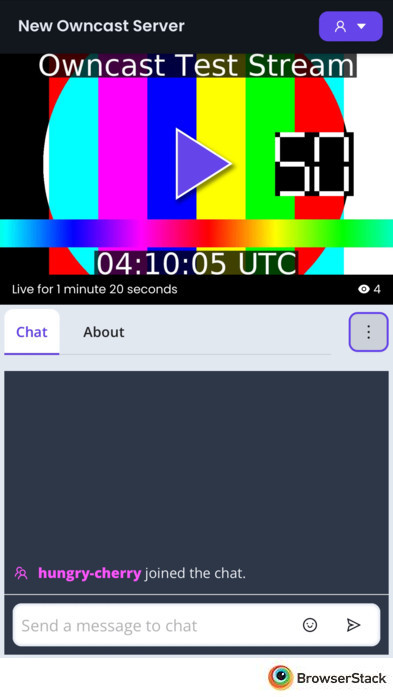 New Owncast Server
Owncast Test Stream
50
04:10:05 UTC
Live for 1 minute 20 seconds
4
Chat
About
hungry-cherry joined the chat.
Send a message to chat
BrowserStack